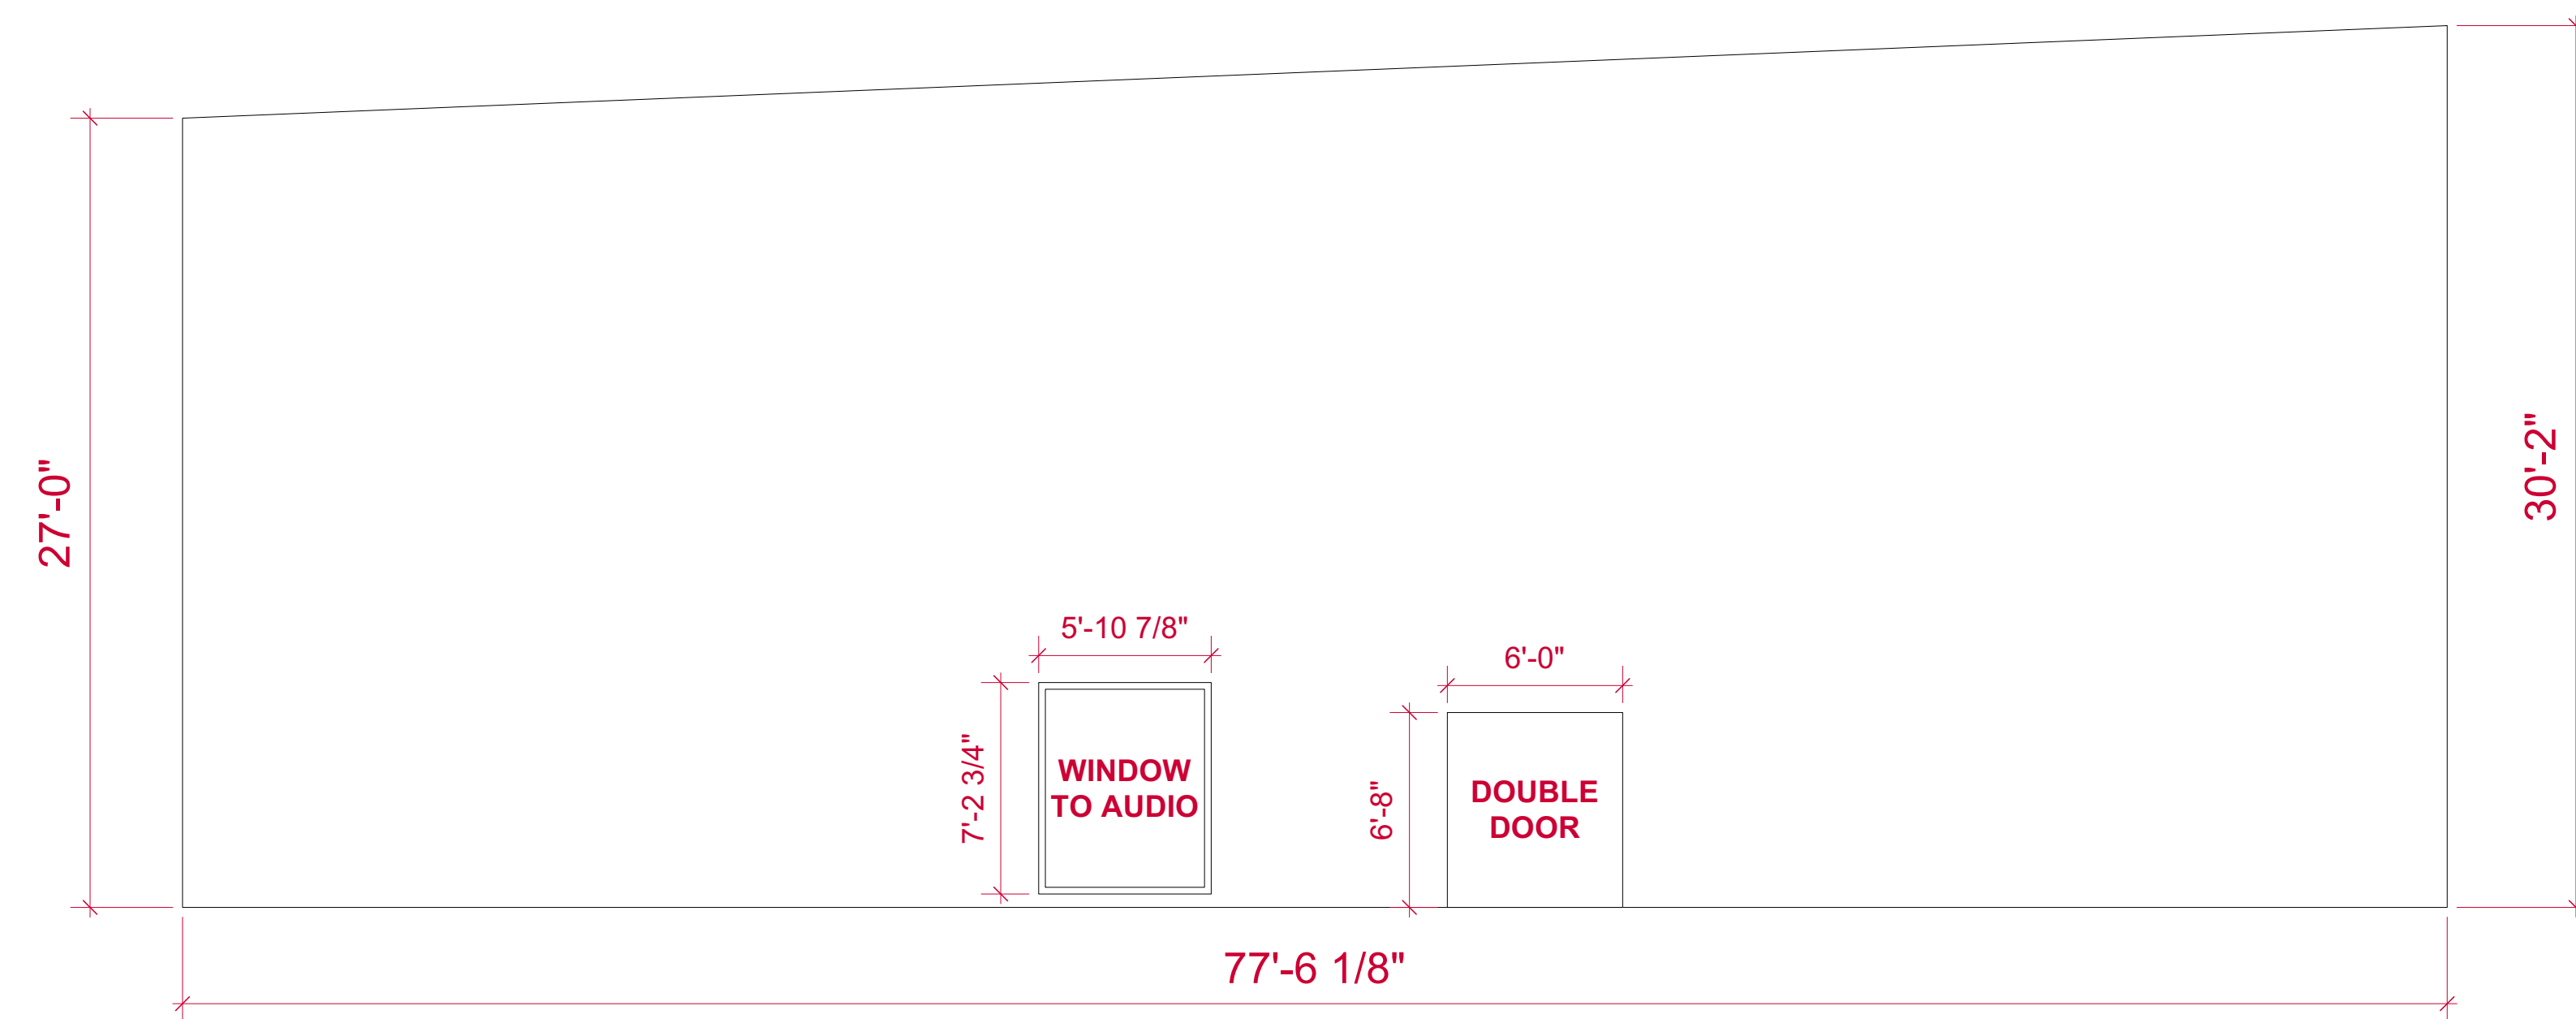 27'-0"
30'-2"
5'-10 7/8"
6'-0"
7'-2 3/4"
WINDOW
TO AUDIO
6'-8"
DOUBLE
DOOR
77'-6 1/8"